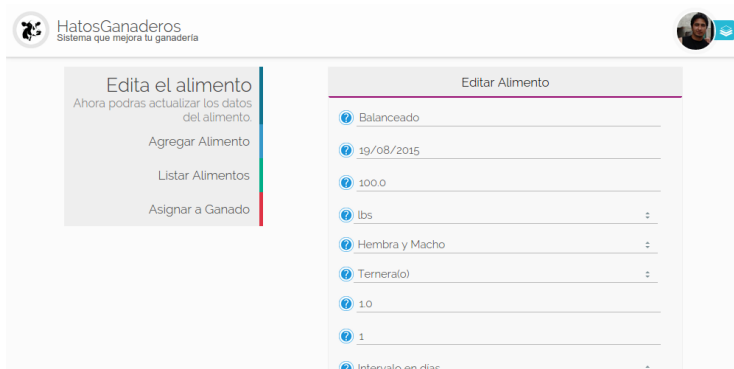 HatosGanaderos
Sistema que mejora tu ganadería
Edita el alimento
Ahora podras actualizar los datos
del alimento.
Agregar Alimento
Listar Alimentos
Asignar a Ganado
Editar Alimento
? Balanceado
? 19/08/2015
? 100.0
? lbs
? Hembra y Macho
? Ternera(o)
? 1.0
? 1
? Intervalo en días